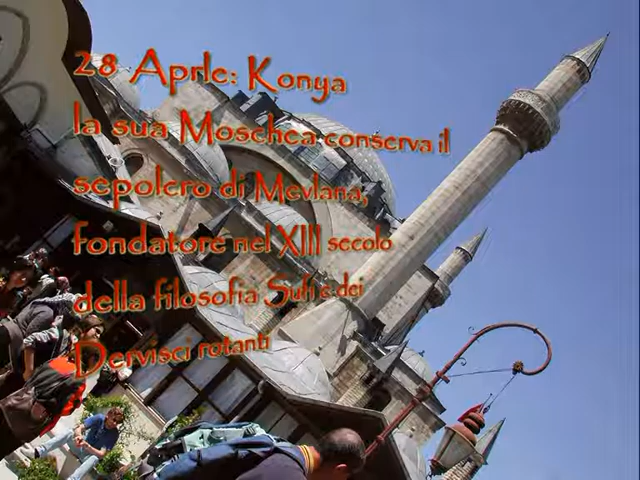 28 Aprle: Konya
la sua Moschea conserva il
sepolcro di Mevlana,
fondatore nel XIII secolo
della filosofia Sufi e dei
Dervisci rotanti